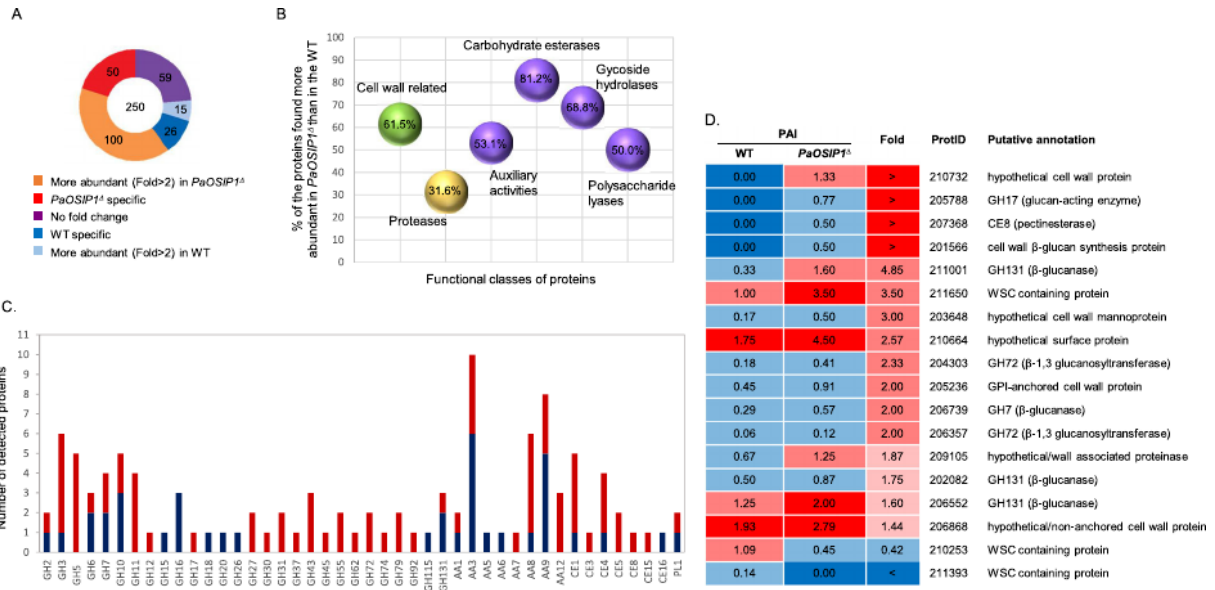 A
50
59
250
15
26
100
More abundant (Fold>2) in PaOSIP1Δ
PaOSIP1Δ specific
No fold change
WT specific
More abundant (Fold>2) in WT
B
% of the proteins found more
abundant in PaOSIP1Δ than in the WT
100
90
80
70
60
50
40
30
20
10
0
Cell wall related
61.5%
Proteases
31.6%
Auxiliary
activities
53.1%
Carbohydrate esterases
81.2%
Gycoside
hydrolases
68.8%
Polysaccharide
lyases
50.0%
Functional classes of proteins
C.
Number of detected proteins
11
10
9
8
7
6
5
4
3
2
1
0
GH2
GH3
GH5
GH6
GH7
GH10
GH11
GH12
GH15
GH16
GH17
GH18
GH20
GH26
GH27
GH30
GH31
GH37
GH43
GH45
GH55
GH62
GH72
GH74
GH79
GH92
GH115
GH131
AA1
AA3
AA5
AA6
AA7
AA8
AA9
AA12
CE1
CE3
CE4
CE5
CE8
CE15
CE16
PL1
D.
PAI Fold ProtID Putative annotation
WT PaOSIP1Δ
0.00 1.33 > 210732 hypothetical cell wall protein
0.00 0.77 > 205788 GH17 (glucan-acting enzyme)
0.00 0.50 > 207368 CE8 (pectinesterase)
0.00 0.50 > 201566 cell wall β-glucan synthesis protein
0.33 1.60 4.85 211001 GH131 (β-glucanase)
1.00 3.50 3.50 211650 WSC containing protein
0.17 0.50 3.00 203648 hypothetical cell wall mannoprotein
1.75 4.50 2.57 210664 hypothetical surface protein
0.18 0.41 2.33 204303 GH72 (β-1,3 glucanosyltransferase)
0.45 0.91 2.00 205236 GPI-anchored cell wall protein
0.29 0.57 2.00 206739 GH7 (β-glucanase)
0.06 0.12 2.00 206357 GH72 (β-1,3 glucanosyltransferase)
0.67 1.25 1.87 209105 hypothetical/wall associated proteinase
0.50 0.87 1.75 202082 GH131 (β-glucanase)
1.25 2.00 1.60 206552 GH131 (β-glucanase)
1.93 2.79 1.44 206868 hypothetical/non-anchored cell wall protein
1.09 0.45 0.42 210253 WSC containing protein
0.14 0.00 < 211393 WSC containing protein